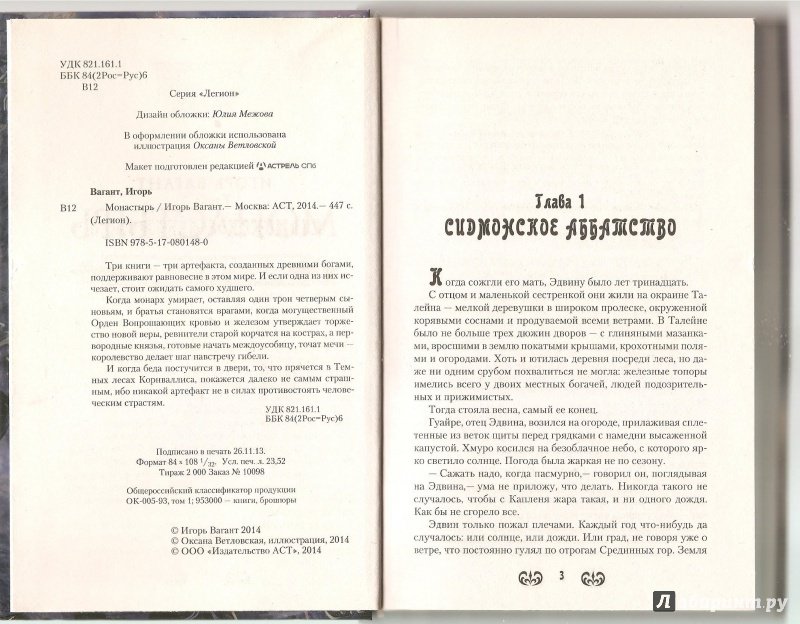 УДК 821.161.1
ББК 84(2Рос=Рус)6
В12
Серия «Легион»
Дизайн обложки: Юлия Межова
В оформлении обложки использована
иллюстрация Оксаны Ветловской
Макет подготовлен редакцией АСТРЕЛЬ СПб
Вагант, Игорь
В12 Монастырь / Игорь Вагант.— Москва: АСТ, 2014.— 447 с.
(Легион).
ISBN 978-5-17-080148-0
Три книги — три артефакта, созданных древними богами,
поддерживают равновесие в этом мире. И если одна из них ис-
чезает, стоит ожидать самого худшего.
Когда монарх умирает, оставляя один трон четверым сы-
новьям, и братья становятся врагами, когда могущественный
Орден Вопрошающих кровью и железом утверждает торже-
ство новой веры, ревнители старой корчатся на кострах, а пер-
вородные князья, готовые начать междоусобицу, точат мечи —
королевство делает шаг навстречу гибели.
И когда беда постучится в двери, то, что прячется в Тем-
ных лесах Корнваллиса, покажется далеко не самым страш-
ным, ибо никакой артефакт не в силах противостоять челове-
ческим страстям.
УДК 821.161.1
ББК 84(2Рос=Рус)6
Подписано в печать 26.11.13.
Формат 84 × 108 1/32. Усл. печ. л. 23,52
Тираж 2 000 Заказ № 10098
Общероссийский классификатор продукции
ОК-005-93, том 1; 953000 — книги, брошюры
© Игорь Вагант 2014
© Оксана Ветловская, иллюстрация, 2014
© ООО «Издательство АСТ», 2014
Глава 1
СИДМОНСКОЕ АББАТСТВО
Когда сожгли его мать, Эдвину было лет тринадцать.
С отцом и маленькой сестренкой они жили на окраине Та-
лейна — мелкой деревушки в широком пролеске, окруженной
корявыми соснами и продуваемой всеми ветрами. В Талейне
было не больше трех дюжин дворов — с глиняными мазанка-
ми, вросшими в землю покатыми крышами, крохотными поля-
ми и огородами. Хоть и ютилась деревня посреди леса, но да-
же ни одним срубом похвалиться не могла: железные топоры
имелись всего у двоих местных богачей, людей подозритель-
ных и прижимистых.
Тогда стояла весна, самый ее конец.
Гуайре, отец Эдвина, возился на огороде, прилаживая спле-
тенные из веток щиты перед грядками с намедни высаженной
капустой. Хмуро косился на безоблачное небо, с которого яр-
ко светило солнце. Погода была жаркая не по сезону.
— Сажать надо, когда пасмурно,— говорил он, поглядывая
на Эдвина,— ума не приложу, что делать. Никогда такого не
случалось, чтобы с Капленя жара такая, и ни одного дождя.
Как бы не сгорело все.
Эдвин только пожал плечами. Каждый год что-нибудь да
случалось: или солнце, или дожди. Или град, не говоря уже о
ветре, что постоянно гулял по отрогам Срединных гор. Земля
3
Лабиринт.ру